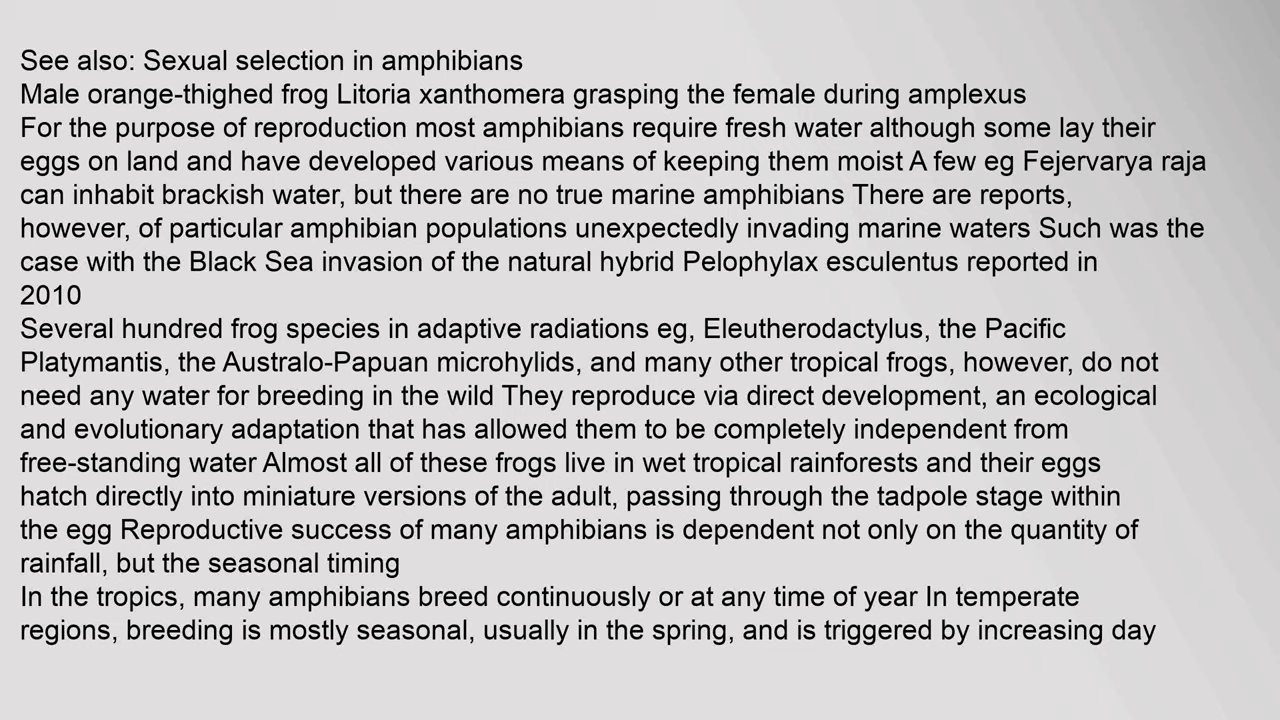 See also: Sexual selection in amphibians
Male orange-thighed frog Litoria xanthomera grasping the female during amplexus
For the purpose of reproduction most amphibians require fresh water although some lay their
eggs on land and have developed various means of keeping them moist A few eg Fejervarya raja
can inhabit brackish water, but there are no true marine amphibians There are reports,
however, of particular amphibian populations unexpectedly invading marine waters Such was the
case with the Black Sea invasion of the natural hybrid Pelophylax esculentus reported in
2010
Several hundred frog species in adaptive radiations eg, Eleutherodactylus, the Pacific
Platymantis, the Australo-Papuan microhylids, and many other tropical frogs, however, do not
need any water for breeding in the wild They reproduce via direct development, an ecological
and evolutionary adaptation that has allowed them to be completely independent from
free-standing water Almost all of these frogs live in wet tropical rainforests and their eggs
hatch directly into miniature versions of the adult, passing through the tadpole stage within
the egg Reproductive success of many amphibians is dependent not only on the quantity of
rainfall, but the seasonal timing
In the tropics, many amphibians breed continuously or at any time of year In temperate
regions, breeding is mostly seasonal, usually in the spring, and is triggered by increasing day